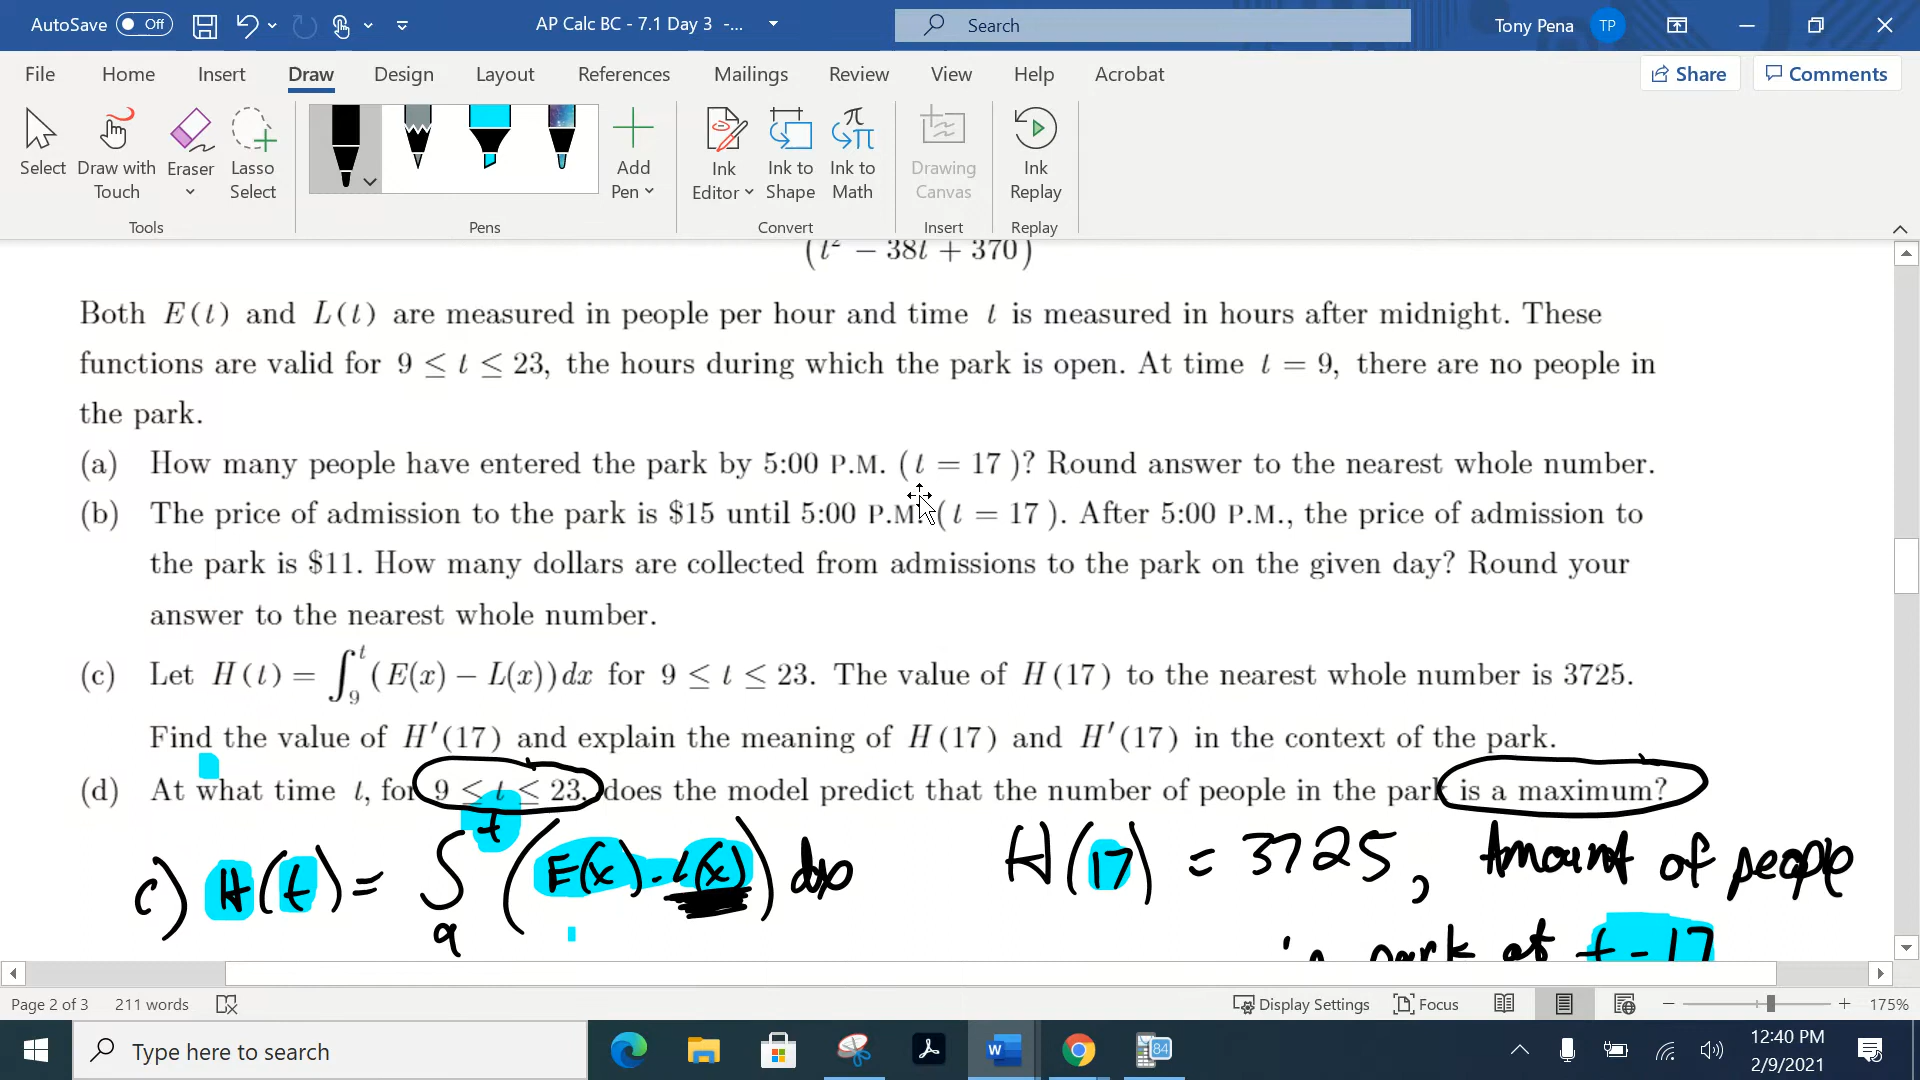 AutoSave Off AP Calc BC - 7.1 Day 3 -... Search Tony Pena TP
File Home Insert Draw Design Layout References Mailings Review View Help Acrobat Share Comments
Select Draw with Touch Eraser Lasso Select Add Pen Ink Editor Ink to Shape Ink to Math Drawing Canvas Ink Replay
Tools Pens Convert Insert Replay
(t² − 38t + 370)
Both E(t) and L(t) are measured in people per hour and time t is measured in hours after midnight. These
functions are valid for 9 ≤ t ≤ 23, the hours during which the park is open. At time t = 9, there are no people in
the park.
(a) How many people have entered the park by 5:00 P.M. (t = 17)? Round answer to the nearest whole number.
(b) The price of admission to the park is $15 until 5:00 P.M. (t = 17). After 5:00 P.M., the price of admission to
the park is $11. How many dollars are collected from admissions to the park on the given day? Round your
answer to the nearest whole number.
(c) Let H(t) = ∫₉ᵗ (E(x) − L(x))dx for 9 ≤ t ≤ 23. The value of H(17) to the nearest whole number is 3725.
Find the value of H′(17) and explain the meaning of H(17) and H′(17) in the context of the park.
(d) At what time t, for 9 ≤ t ≤ 23, does the model predict that the number of people in the park is a maximum?
c) H(t) = ∫₉ᵗ (E(x) - L(x)) dx H(17) = 3725, Amount of people
in park at t = 17
Page 2 of 3 211 words Display Settings Focus 175%
Type here to search W 84 12:40 PM
2/9/2021